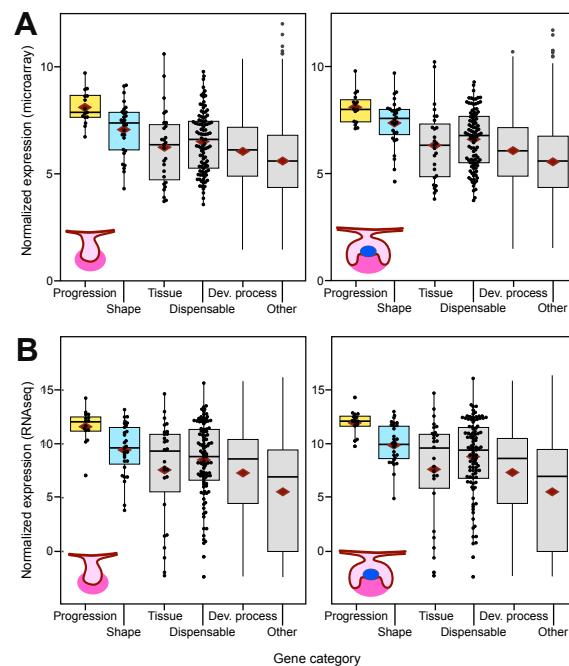 A
Normalized expression (microarray)
10
5
0
10
5
0
Progression Tissue Dev. process
Shape Dispensable Other
Progression Tissue Dev. process
Shape Dispensable Other
B
Normalized expression (RNAseq)
15
10
5
0
15
10
5
0
Progression Tissue Dev. process
Shape Dispensable Other
Progression Tissue Dev. process
Shape Dispensable Other
Gene category